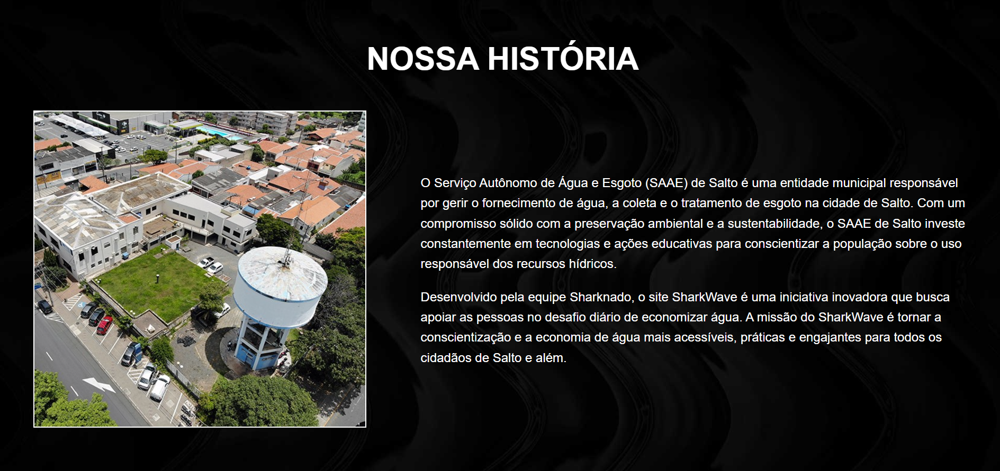 NOSSA HISTÓRIA
O Serviço Autônomo de Água e Esgoto (SAAE) de Salto é uma entidade municipal responsável
por gerir o fornecimento de água, a coleta e o tratamento de esgoto na cidade de Salto. Com um
compromisso sólido com a preservação ambiental e a sustentabilidade, o SAAE de Salto investe
constantemente em tecnologias e ações educativas para conscientizar a população sobre o uso
responsável dos recursos hídricos.
Desenvolvido pela equipe Sharknado, o site SharkWave é uma iniciativa inovadora que busca
apoiar as pessoas no desafio diário de economizar água. A missão do SharkWave é tornar a
conscientização e a economia de água mais acessíveis, práticas e engajantes para todos os
cidadãos de Salto e além.